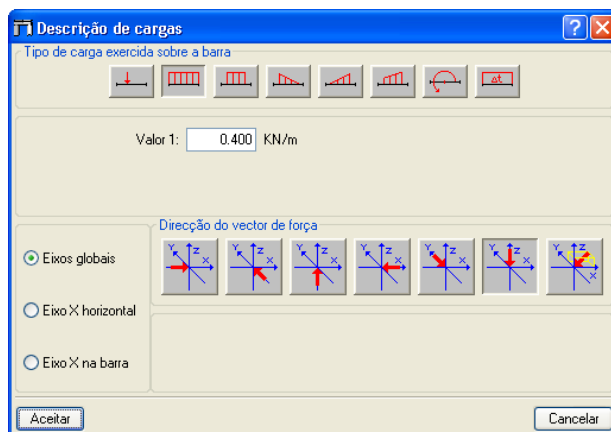 Descrição de cargas
Tipo de carga exercida sobre a barra
Δt
Valor 1: 0.400 KN/m
Direcção do vector de força
Eixos globais
Eixo X horizontal
Eixo X na barra
Y Z X Y Z X Y Z X Y Z X Y Z X Y Z X Y Z X
Aceitar Cancelar